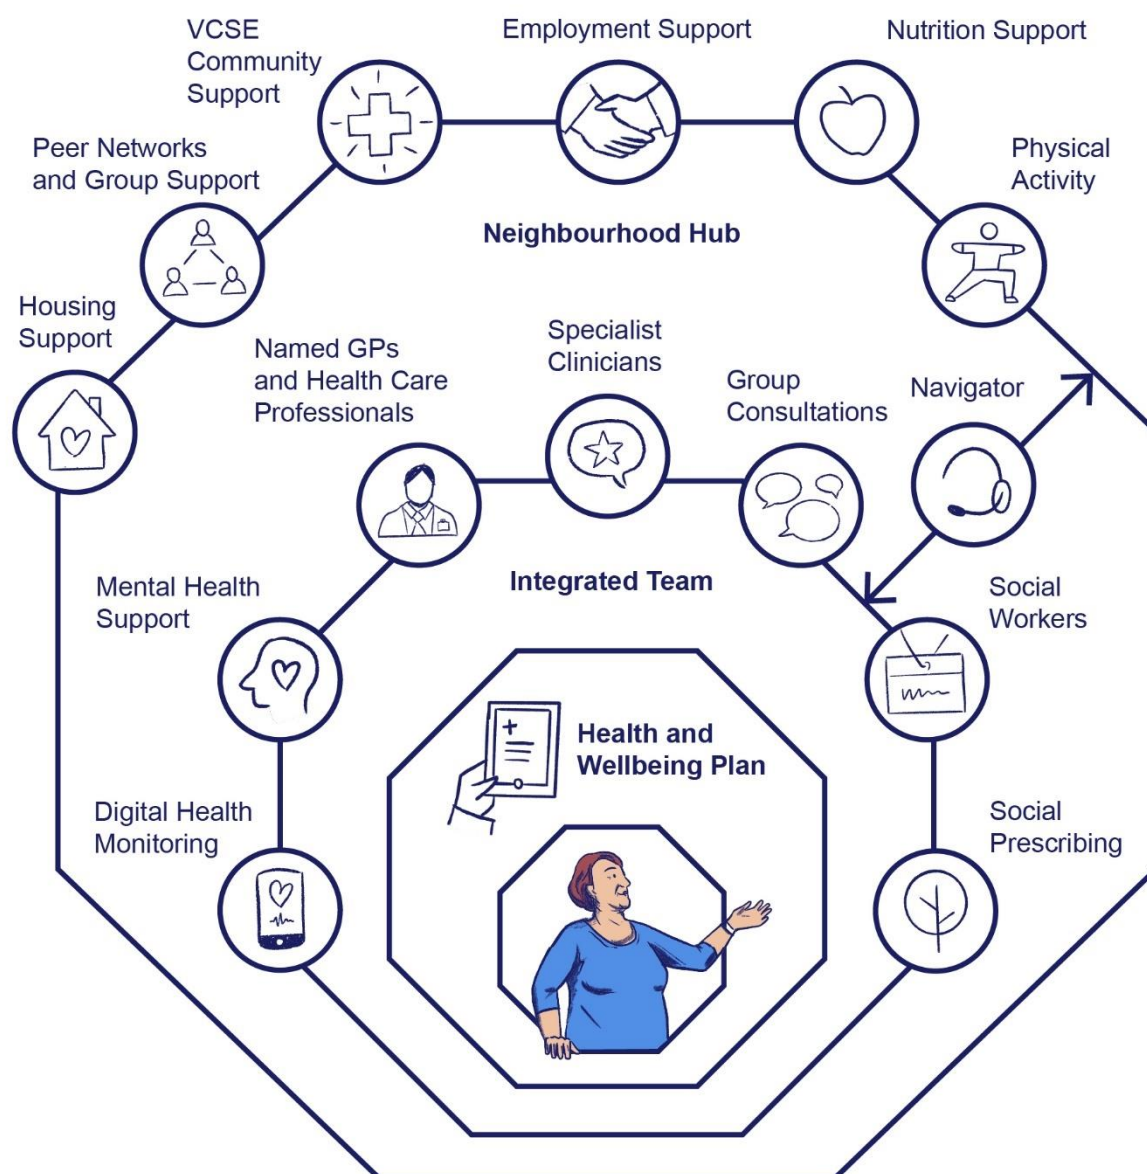 VCSE
Community
Support
Employment Support
Nutrition Support
Peer Networks
and Group Support
Physical
Activity
Neighbourhood Hub
Housing
Support
Named GPs
and Health Care
Professionals
Specialist
Clinicians
Group
Consultations
Navigator
Integrated Team
Mental Health
Support
Social
Workers
Health and
Wellbeing Plan
Digital Health
Monitoring
Social
Prescribing